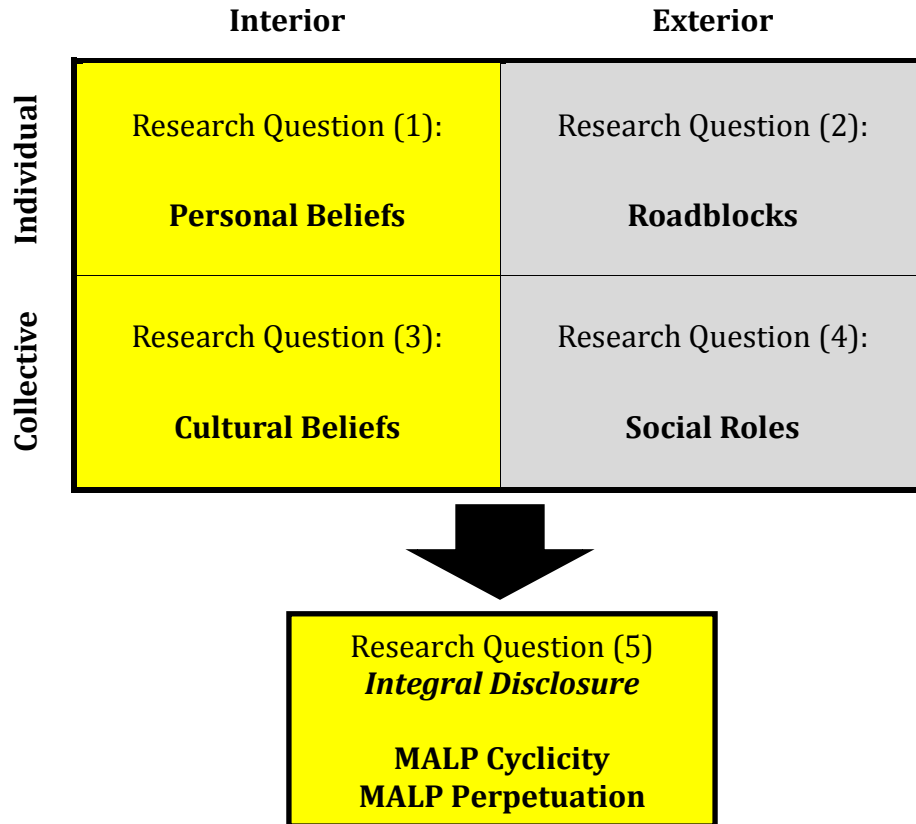 Interior
Exterior
Individual
Research Question (1):
Personal Beliefs
Research Question (2):
Roadblocks
Collective
Research Question (3):
Cultural Beliefs
Research Question (4):
Social Roles
Research Question (5)
Integral Disclosure
MALP Cyclicity
MALP Perpetuation